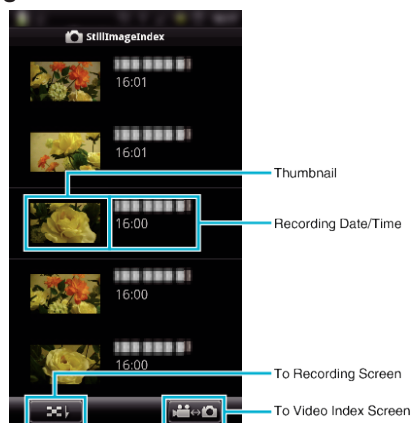 StillImageIndex
16:01
16:01
Thumbnail
16:00
Recording Date/Time
16:00
16:00
To Recording Screen
To Video Index Screen